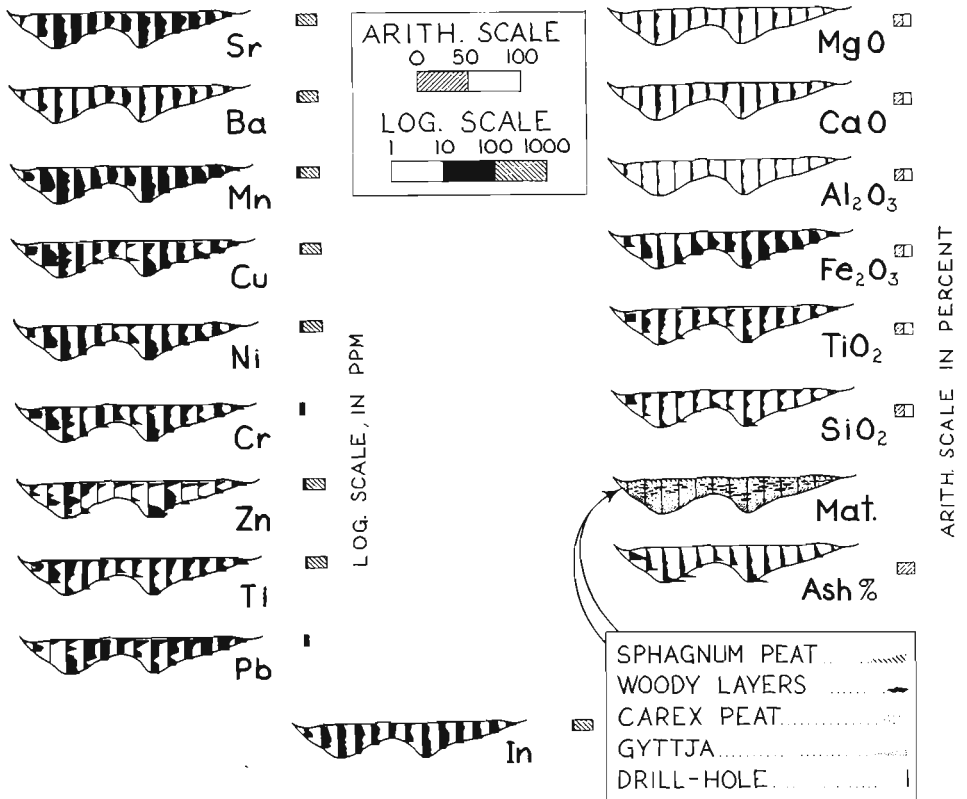 Sr
Ba
Mn
Cu
Ni
Cr
Zn
Ti
Pb
In
LOG. SCALE, IN PPM
ARITH. SCALE
0 50 100
LOG. SCALE
1 10 100 1000
MgO
CaO
Al₂O₃
Fe₂O₃
TiO₂
SiO₂
Mat.
Ash %
ARITH. SCALE IN PERCENT
SPHAGNUM PEAT
WOODY LAYERS
CAREX PEAT
GYTTJA
DRILL-HOLE